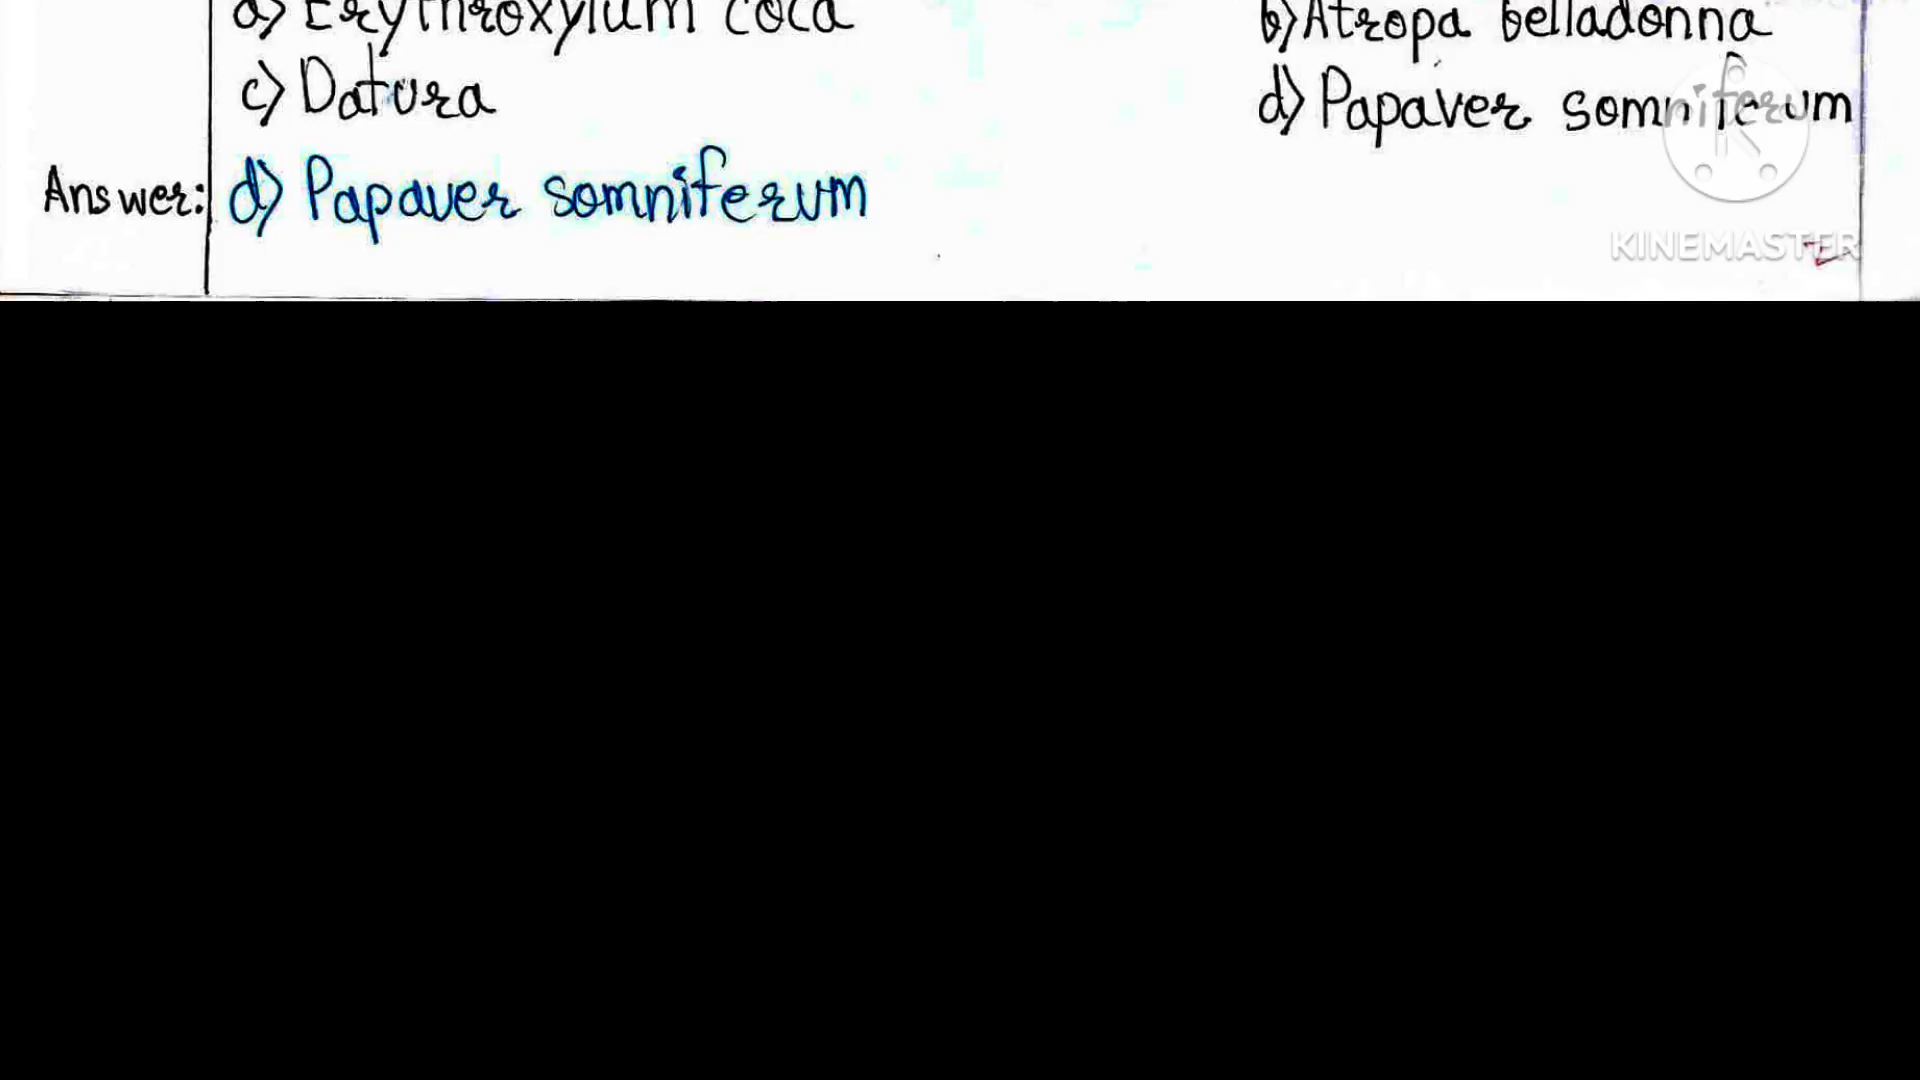 a) Erythroxylum coca b) Atropa belladonna
c) Datura d) Papaver somniferum
Answer: d) Papaver somniferum
KINEMASTER